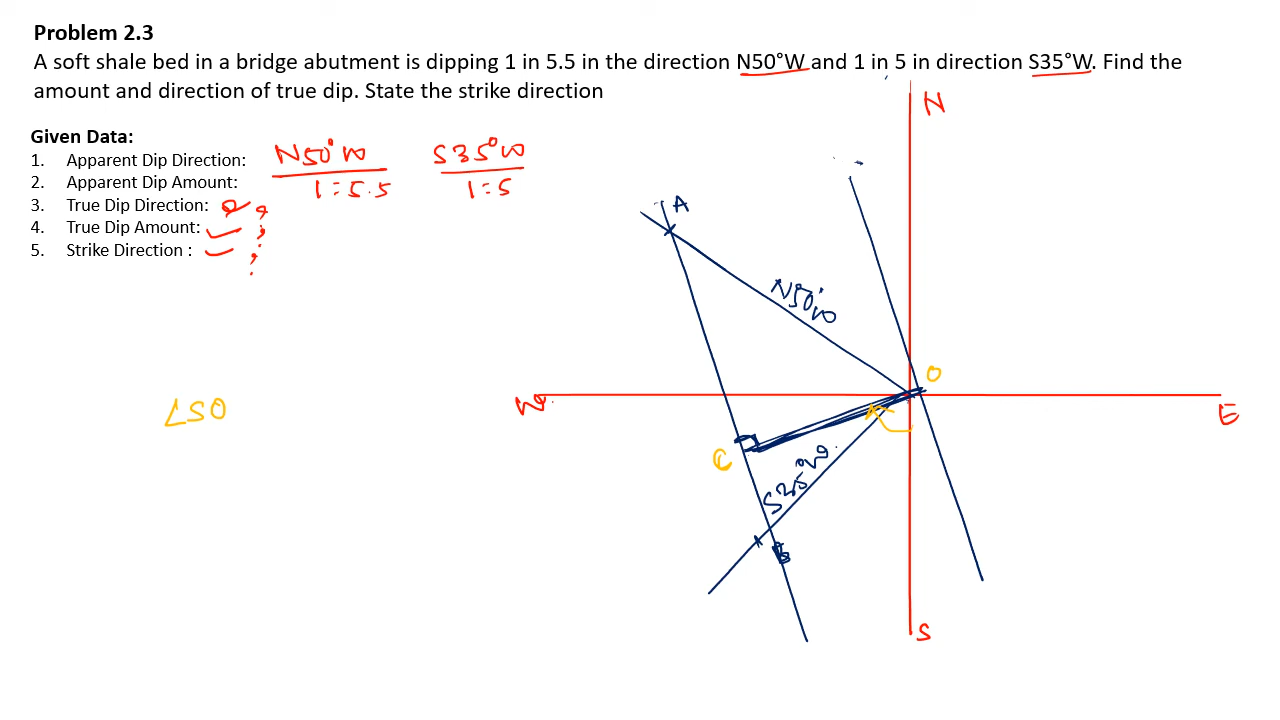 Problem 2.3
A soft shale bed in a bridge abutment is dipping 1 in 5.5 in the direction N50°W and 1 in 5 in direction S35°W. Find the
amount and direction of true dip. State the strike direction
Given Data:
1. Apparent Dip Direction: N50°W S35°W
2. Apparent Dip Amount: 1:5.5 1:5
3. True Dip Direction: ?
4. True Dip Amount: ?
5. Strike Direction : ?
N
A
N50°W
O
W
E
∠SO
C
S35°W
B
S